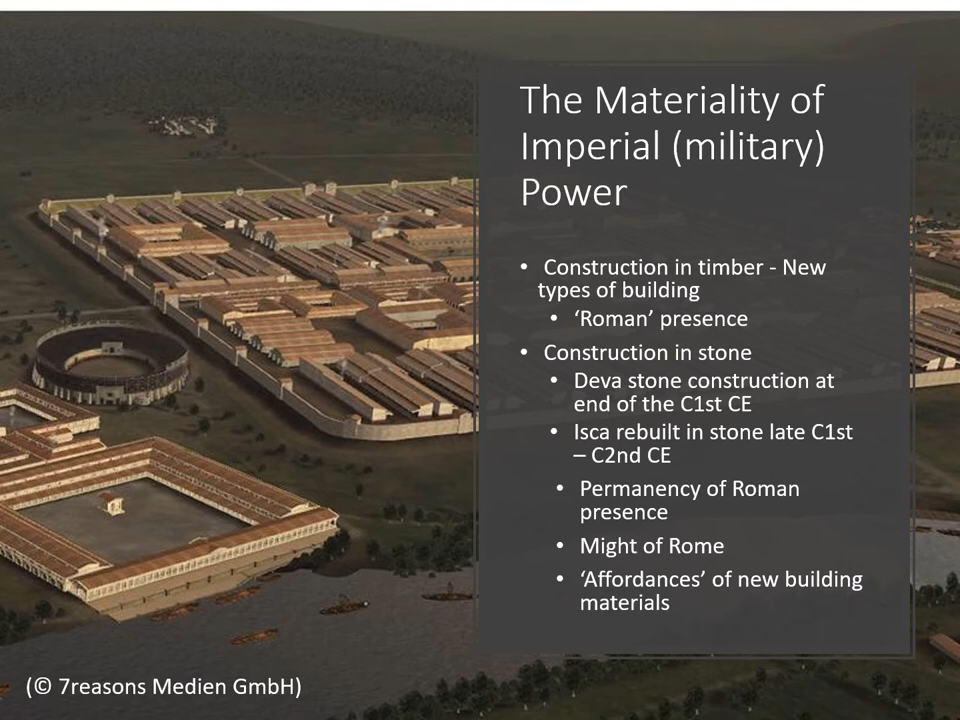 The Materiality of
Imperial (military)
Power
• Construction in timber - New
types of building
• ‘Roman’ presence
• Construction in stone
• Deva stone construction at
end of the C1st CE
• Isca rebuilt in stone late C1st
– C2nd CE
• Permanency of Roman
presence
• Might of Rome
• ‘Affordances’ of new building
materials
(© 7reasons Medien GmbH)